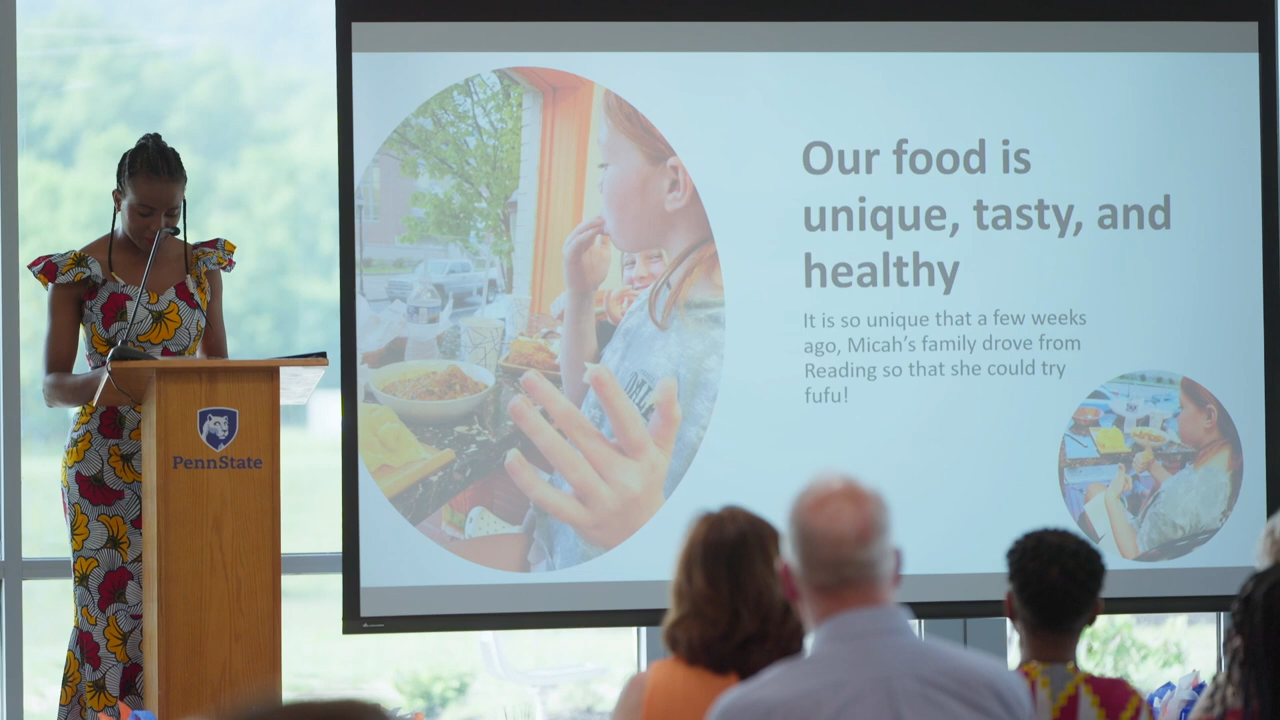 Our food is
unique, tasty, and
healthy
It is so unique that a few weeks
ago, Micah's family drove from
Reading so that she could try
fufu!
PennState